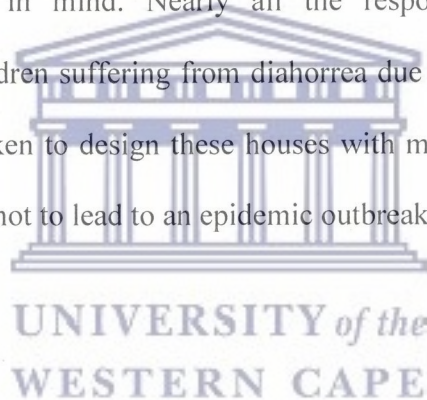 in mind. Nearly all the respo
dren suffering from diahorrea due
ken to design these houses with m
not to lead to an epidemic outbreak
UNIVERSITY of the
WESTERN CAPE